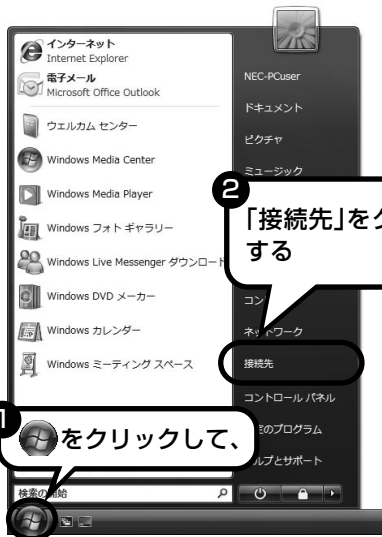 インターネット
Internet Explorer
電子メール
Microsoft Office Outlook
ウェルカム センター
Windows Media Center
Windows Media Player
Windows フォト ギャラリー
Windows Live Messenger ダウンロード
Windows DVD メーカー
Windows カレンダー
Windows ミーティング スペース
検索の開始
NEC-PCuser
ドキュメント
ピクチャ
ミュージック
コン
ネットワーク
接続先
コントロール パネル
定のプログラム
ルプとサポート
1
をクリックして、
2
「接続先」をク
する